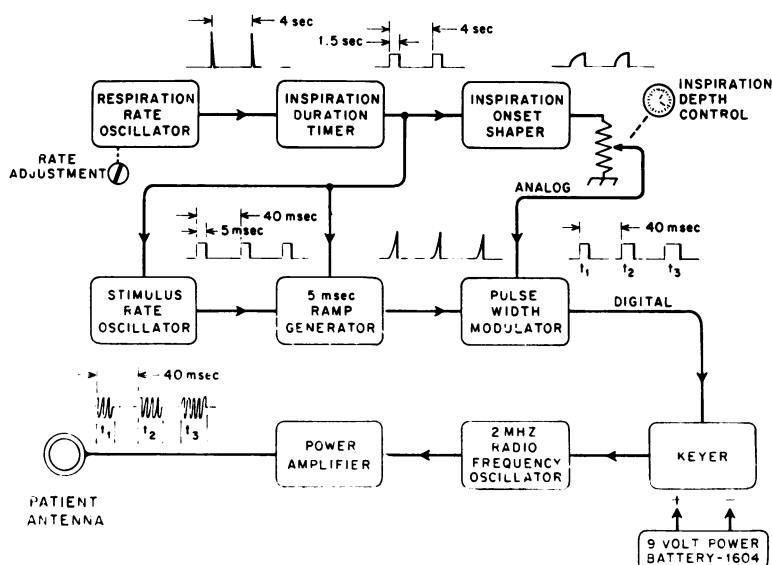 4 sec
4 sec
1.5 sec
RESPIRATION
RATE
OSCILLATOR
INSPIRATION
DURATION
TIMER
INSPIRATION
ONSET
SHAPER
INSPIRATION
DEPTH
CONTROL
RATE
ADJUSTMENT
ANALOG
40 msec
5 msec
40 msec
t1 t2 t3
STIMULUS
RATE
OSCILLATOR
5 msec
RAMP
GENERATOR
PULSE
WIDTH
MODULATOR
DIGITAL
40 msec
t1 t2 t3
POWER
AMPLIFIER
2 MHZ
RADIO
FREQUENCY
OSCILLATOR
KEYER
PATIENT
ANTENNA
+ −
9 VOLT POWER
BATTERY-1604